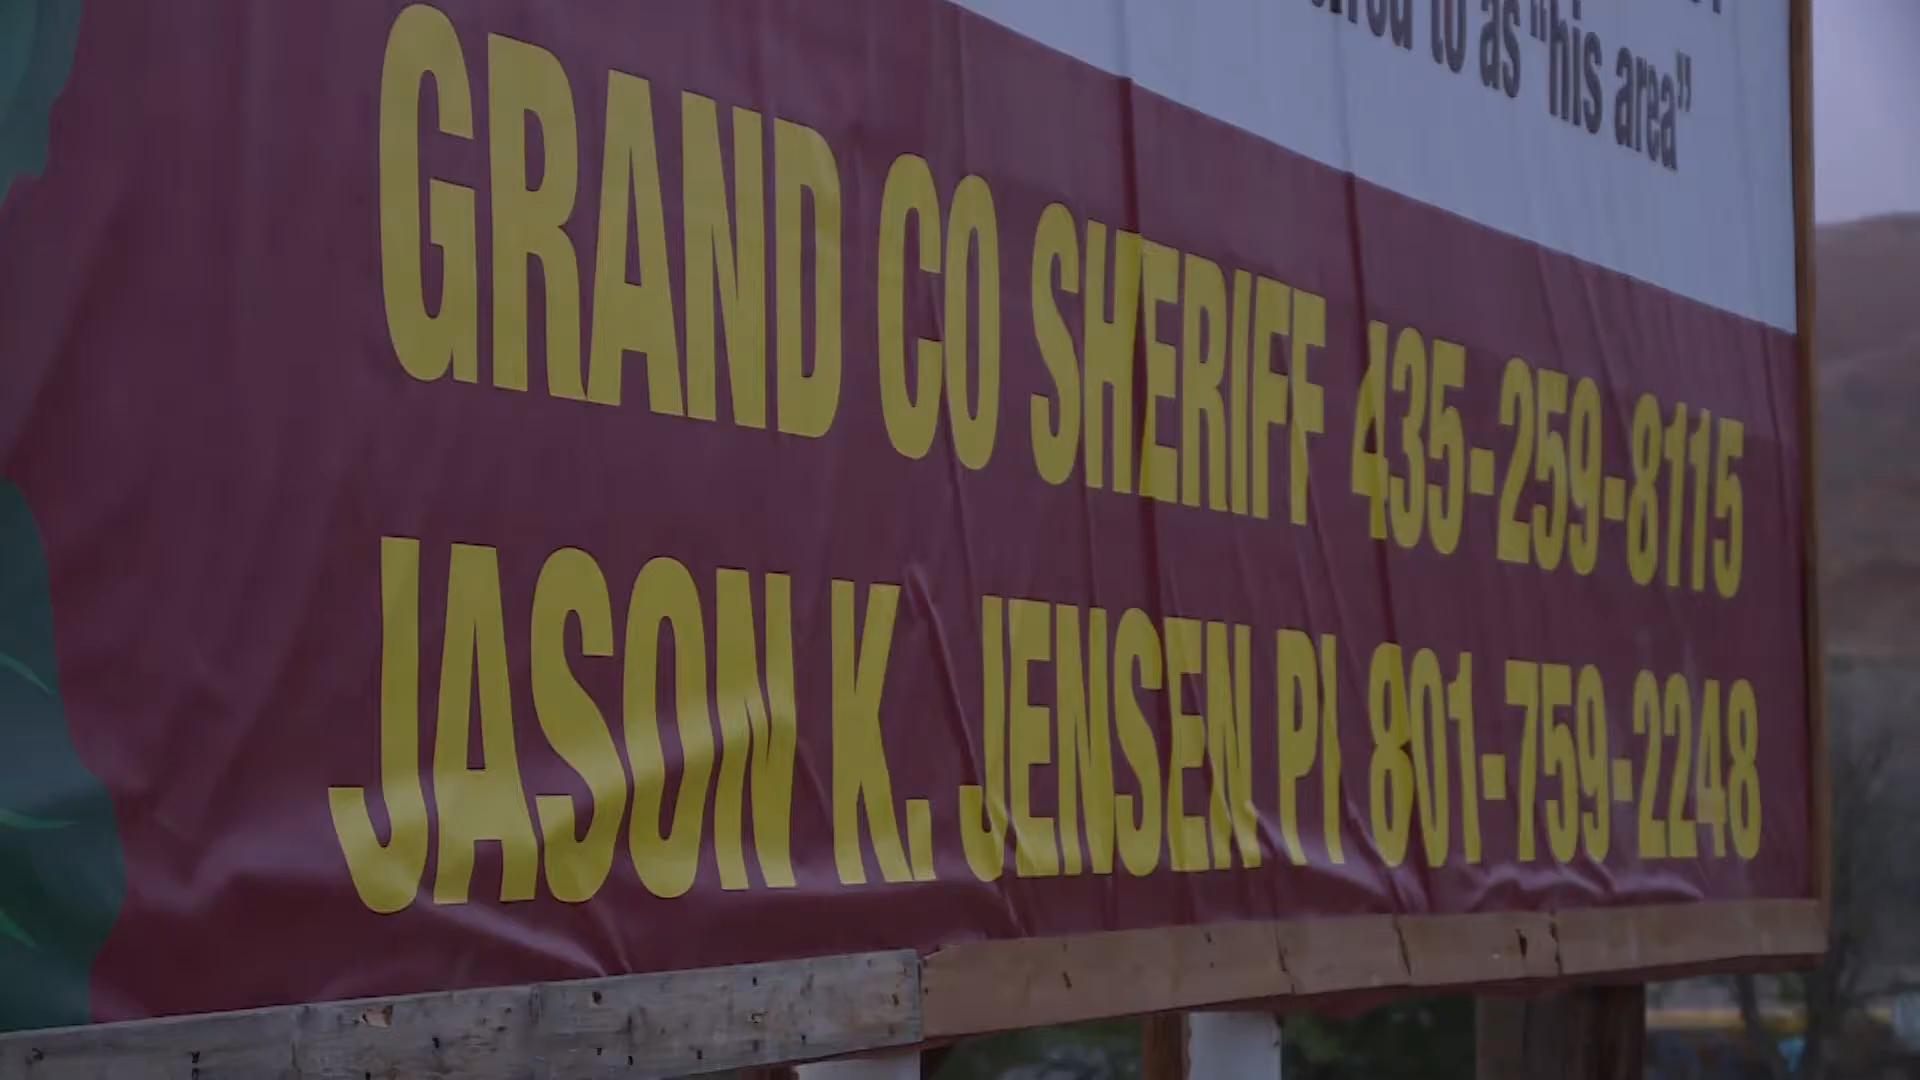 to as "his area"
GRAND CO SHERIFF 435-259-8115
JASON K. JENSEN PI 801-759-2248